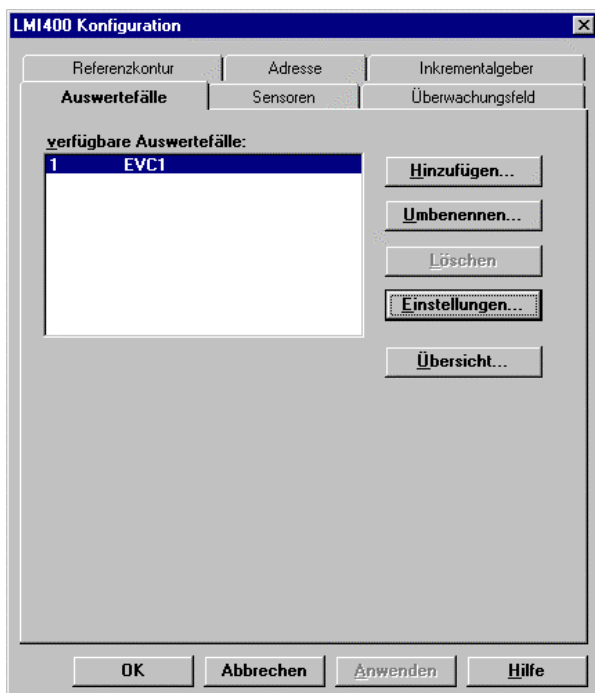 LMI400 Konfiguration
Referenzkontur Adresse Inkrementalgeber
Auswertefälle Sensoren Überwachungsfeld
verfügbare Auswertefälle:
1 EVC1
Hinzufügen...
Umbenennen...
Löschen
Einstellungen...
Übersicht...
OK Abbrechen Anwenden Hilfe